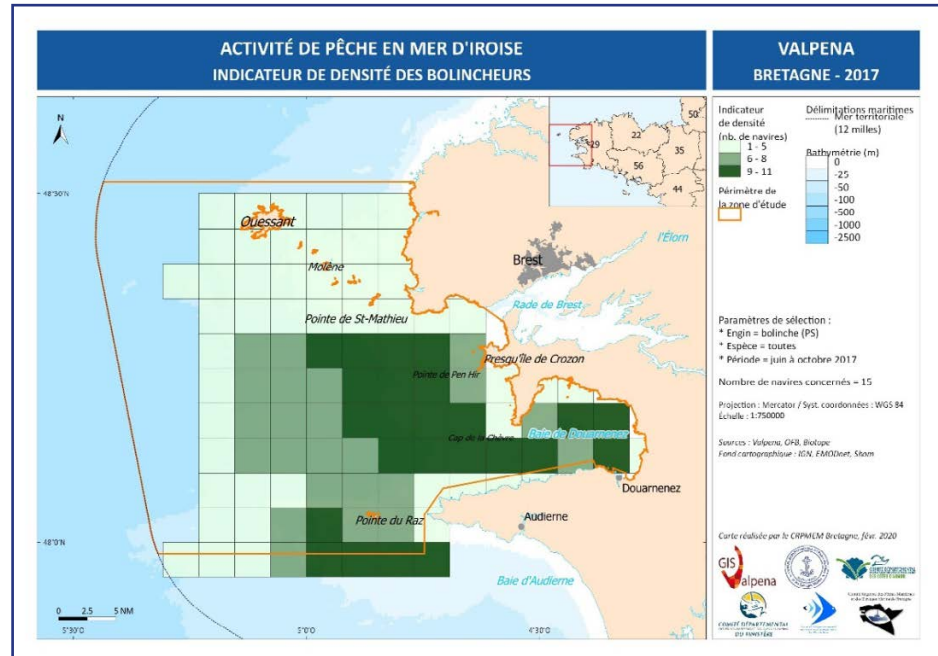 ACTIVITÉ DE PÊCHE EN MER D'IROISE
INDICATEUR DE DENSITÉ DES BOLINCHEURS
VALPENA
BRETAGNE - 2017
N
48°30'N
48°0'N
5°30'O
5°0'O
4°30'O
0 2.5 5 NM
Ouessant
Molène
Pointe de St-Mathieu
Brest
l'Élorn
Rade de Brest
Presqu'île de Crozon
Pointe de Pen Hir
Cap de la Chèvre
Baie de Douarnenez
Douarnenez
Pointe du Raz
Audierne
Baie d'Audierne
50
22
29
35
56
44
Indicateur
de densité
(nb. de navires)
1 - 5
6 - 8
9 - 11
Périmètre de
la zone d'étude
Délimitations maritimes
Mer territoriale
(12 milles)
Bathymétrie (m)
0
-25
-50
-100
-500
-1000
-2500
Paramètres de sélection :
* Engin = bolinche (PS)
* Espèce = toutes
* Période = juin à octobre 2017
Nombre de navires concernés = 15
Projection : Mercator / Syst. coordonnées : WGS 84
Échelle : 1:750000
Sources : Valpena, OFB, Biotope
Fond cartographique : IGN, EMODnet, Shom
Carte réalisée par le CRPMEM Bretagne, févr. 2020
GIS
Valpena
COMITÉ DÉPARTEMENTAL
DU FINISTÈRE